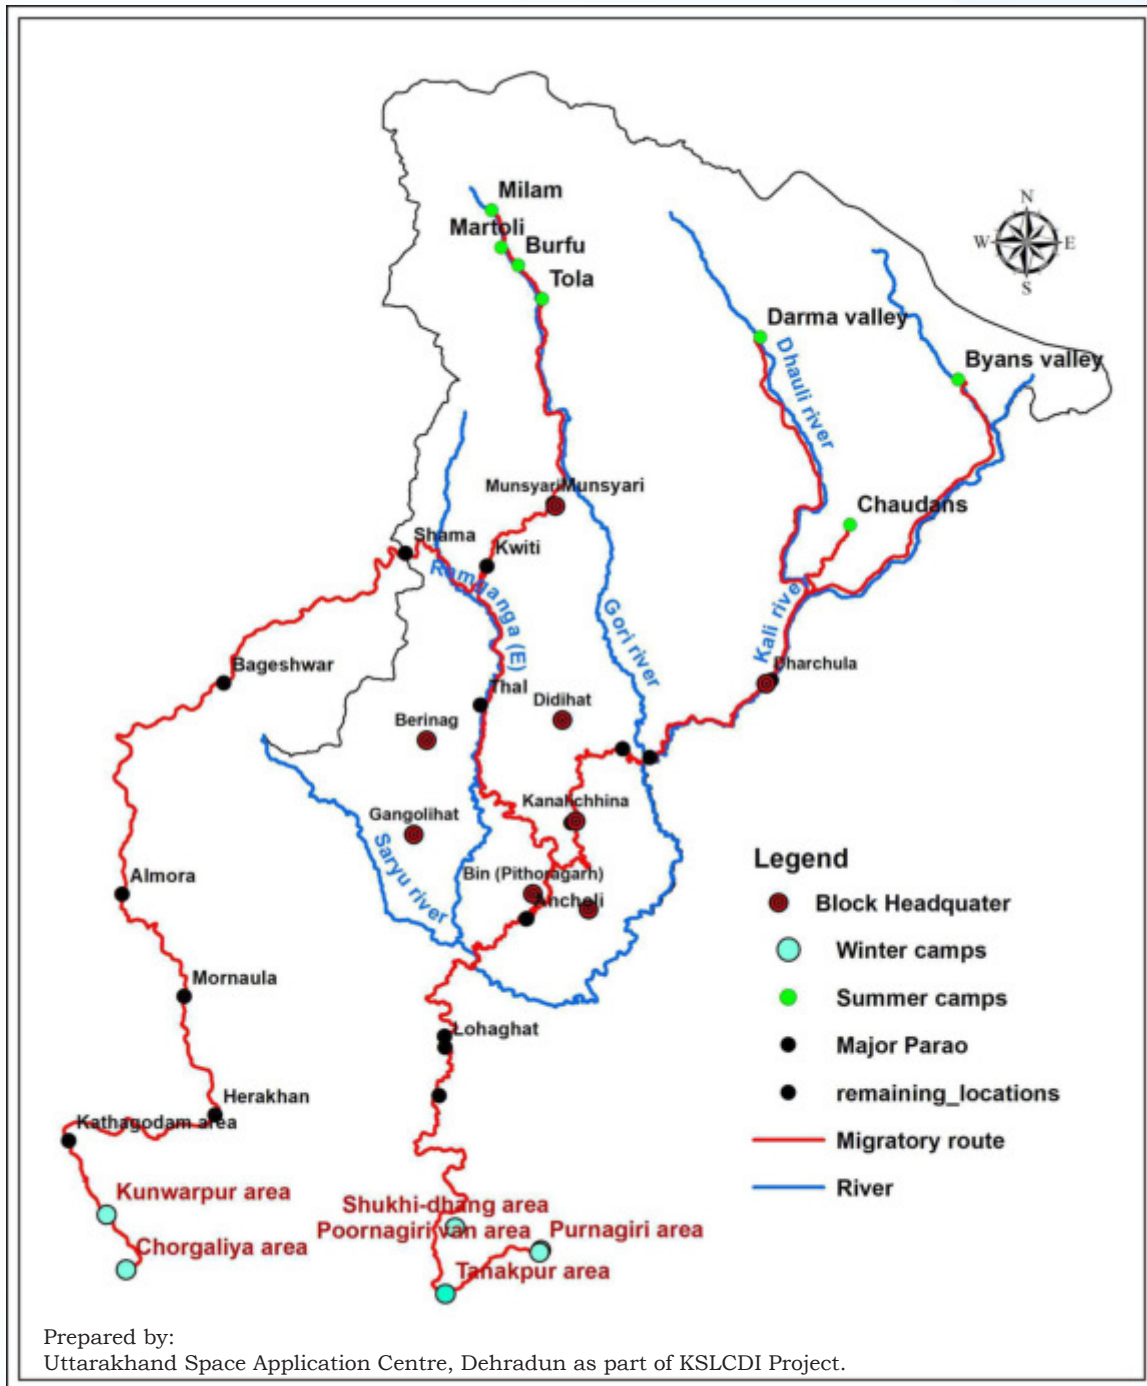 Milam
Martoli
Burfu
Tola
N
W
E
S
Darma valley
Dhauli river
Byans valley
Munsyari
Munsyari
Chaudans
Shama
Kwiti
Ramganga (E)
Gori river
Kali river
Dharchula
Bageshwar
Thal
Didihat
Berinag
Kanalichhina
Gangolihat
Saryu river
Bin (Pithoragarh)
Ancheli
Almora
Mornaula
Lohaghat
Herakhan
Kathagodam area
Kunwarpur area
Chorgaliya area
Shukhi-dhang area
Poornagiri van area
Purnagiri area
Tanakpur area
Legend
Block Headquater
Winter camps
Summer camps
Major Parao
remaining_locations
Migratory route
River
Prepared by:
Uttarakhand Space Application Centre, Dehradun as part of KSLCDI Project.